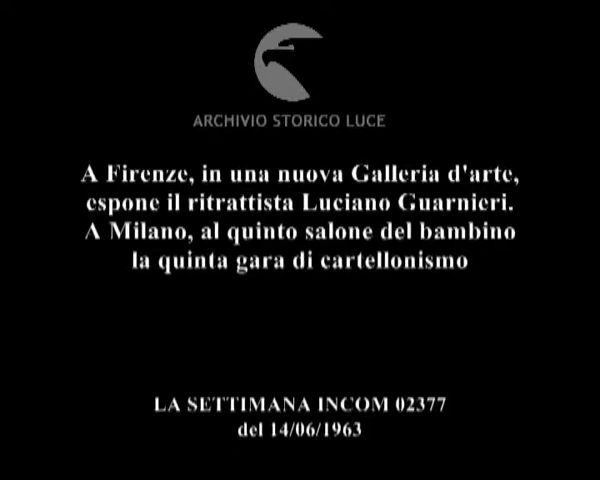 ARCHIVIO STORICO LUCE
A Firenze, in una nuova Galleria d'arte,
espone il ritrattista Luciano Guarnieri.
A Milano, al quinto salone del bambino
la quinta gara di cartellonismo
LA SETTIMANA INCOM 02377
del 14/06/1963